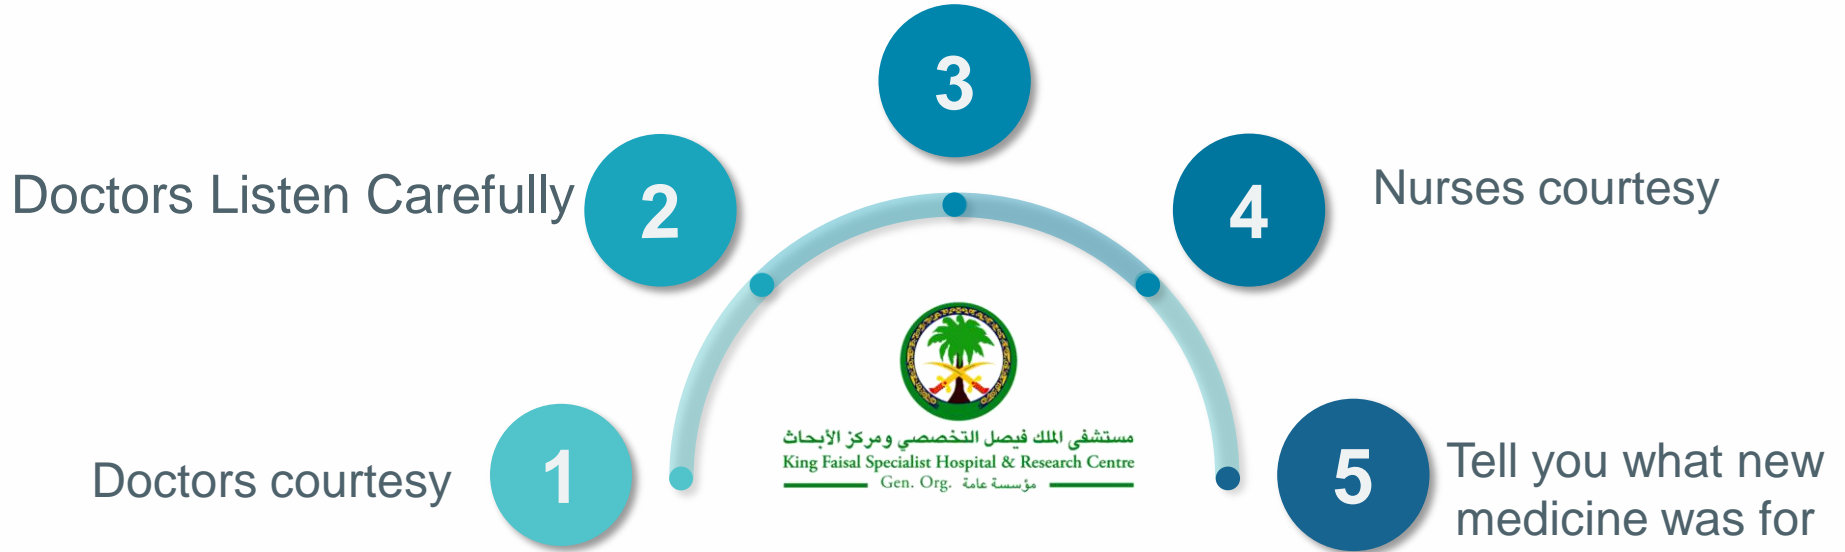 3
Doctors Listen Carefully
2
4
Nurses courtesy
مستشفى الملك فيصل التخصصي ومركز الأبحاث
King Faisal Specialist Hospital & Research Centre
Gen. Org. مؤسسة عامة
Doctors courtesy
1
5
Tell you what new
medicine was for